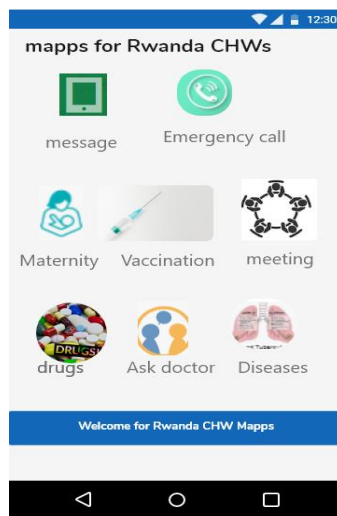 12:30
mapps for Rwanda CHWs
message
Emergency call
Maternity
Vaccination
meeting
DRUGS
drugs
Ask doctor
Diseases
Welcome for Rwanda CHW Mapps